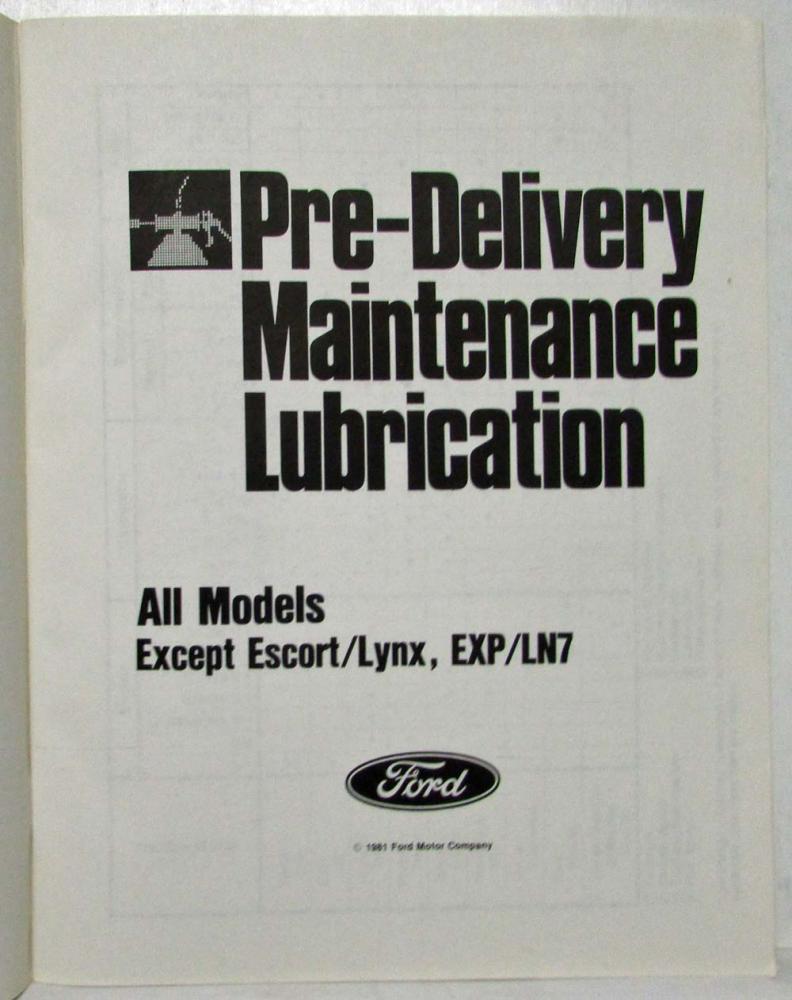 Pre-Delivery
Maintenance
Lubrication
All Models
Except Escort/Lynx, EXP/LN7
Ford
© 1981 Ford Motor Company